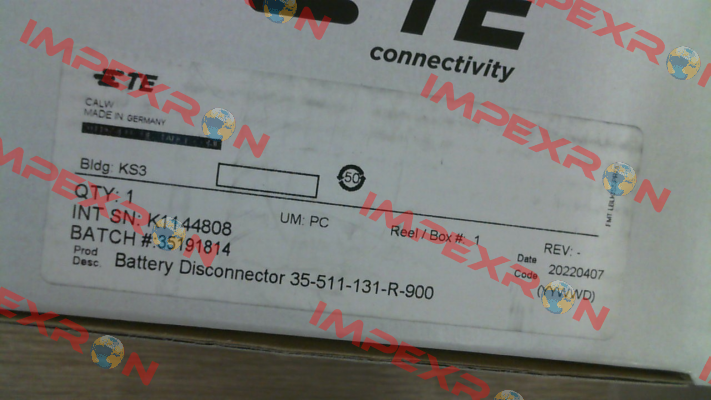 TE
connectivity
TE
CALW
MADE IN GERMANY
Bldg: KS3
50
QTY: 1
UM: PC
Reel / Box #: 1
REV: -
INT SN: K1144808
BATCH #:35191814
Date Code 20220407
(YYWWD)
Prod Desc. Battery Disconnector 35-511-131-R-900
IMPEXRON
IMPEXRON
IMPEXRON
IMPEXRON
IMPEXRON
IMPEXRON